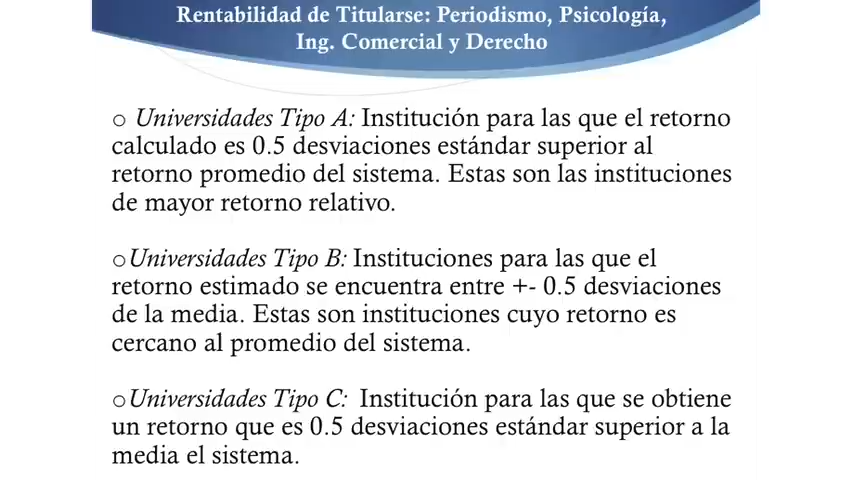 Rentabilidad de Titularse: Periodismo, Psicología,
Ing. Comercial y Derecho
o Universidades Tipo A: Institución para las que el retorno
calculado es 0.5 desviaciones estándar superior al
retorno promedio del sistema. Estas son las instituciones
de mayor retorno relativo.
oUniversidades Tipo B: Instituciones para las que el
retorno estimado se encuentra entre +- 0.5 desviaciones
de la media. Estas son instituciones cuyo retorno es
cercano al promedio del sistema.
oUniversidades Tipo C: Institución para las que se obtiene
un retorno que es 0.5 desviaciones estándar superior a la
media el sistema.